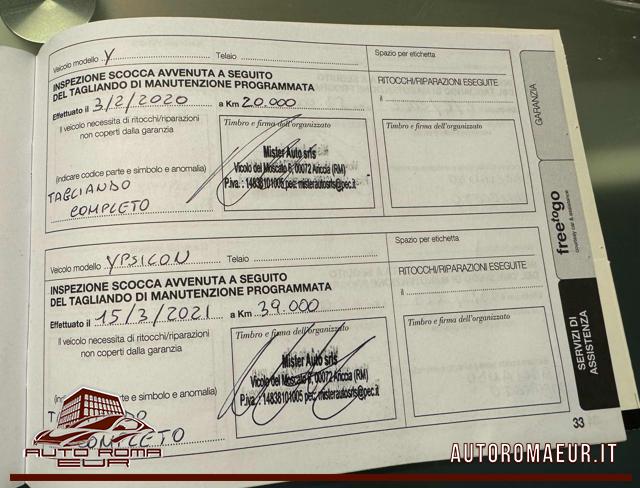 Veicolo modello Y Telaio
Spazio per etichetta
INSPEZIONE SCOCCA AVVENUTA A SEGUITO
DEL TAGLIANDO DI MANUTENZIONE PROGRAMMATA
Effettuato il 3/2/2020 a Km 20.000
Il veicolo necessita di ritocchi/riparazioni
non coperti dalla garanzia
(indicare codice parte e simbolo e anomalia)
TAGLIANDO
COMPLETO
Timbro e firma dell'organizzato
Mister Auto srls
Vicolo del Moscato 6, 00072 Ariccia (RM)
P.iva.: 14838101005 pec: misterautosrls@pec.it
RITOCCHI/RIPARAZIONI ESEGUITE
il
Timbro e firma dell'organizzato
Veicolo modello YPSILON Telaio
Spazio per etichetta
INSPEZIONE SCOCCA AVVENUTA A SEGUITO
DEL TAGLIANDO DI MANUTENZIONE PROGRAMMATA
Effettuato il 15/3/2021 a Km 39.000
Il veicolo necessita di ritocchi/riparazioni
non coperti dalla garanzia
codice parte e simbolo e anomalia)
COMPLETO
Timbro e firma dell'organizzato
Mister Auto srls
Vicolo del Moscato 6, 00072 Ariccia (RM)
P.iva.: 14838101005 pec: misterautosrls@pec.it
RITOCCHI/RIPARAZIONI ESEGUITE
il
Timbro e firma dell'organizzato
GARANZIA
freetogo
SERVIZI DI
ASSISTENZA
33
AUTO ROMA
EUR
AUTOROMAEUR.IT